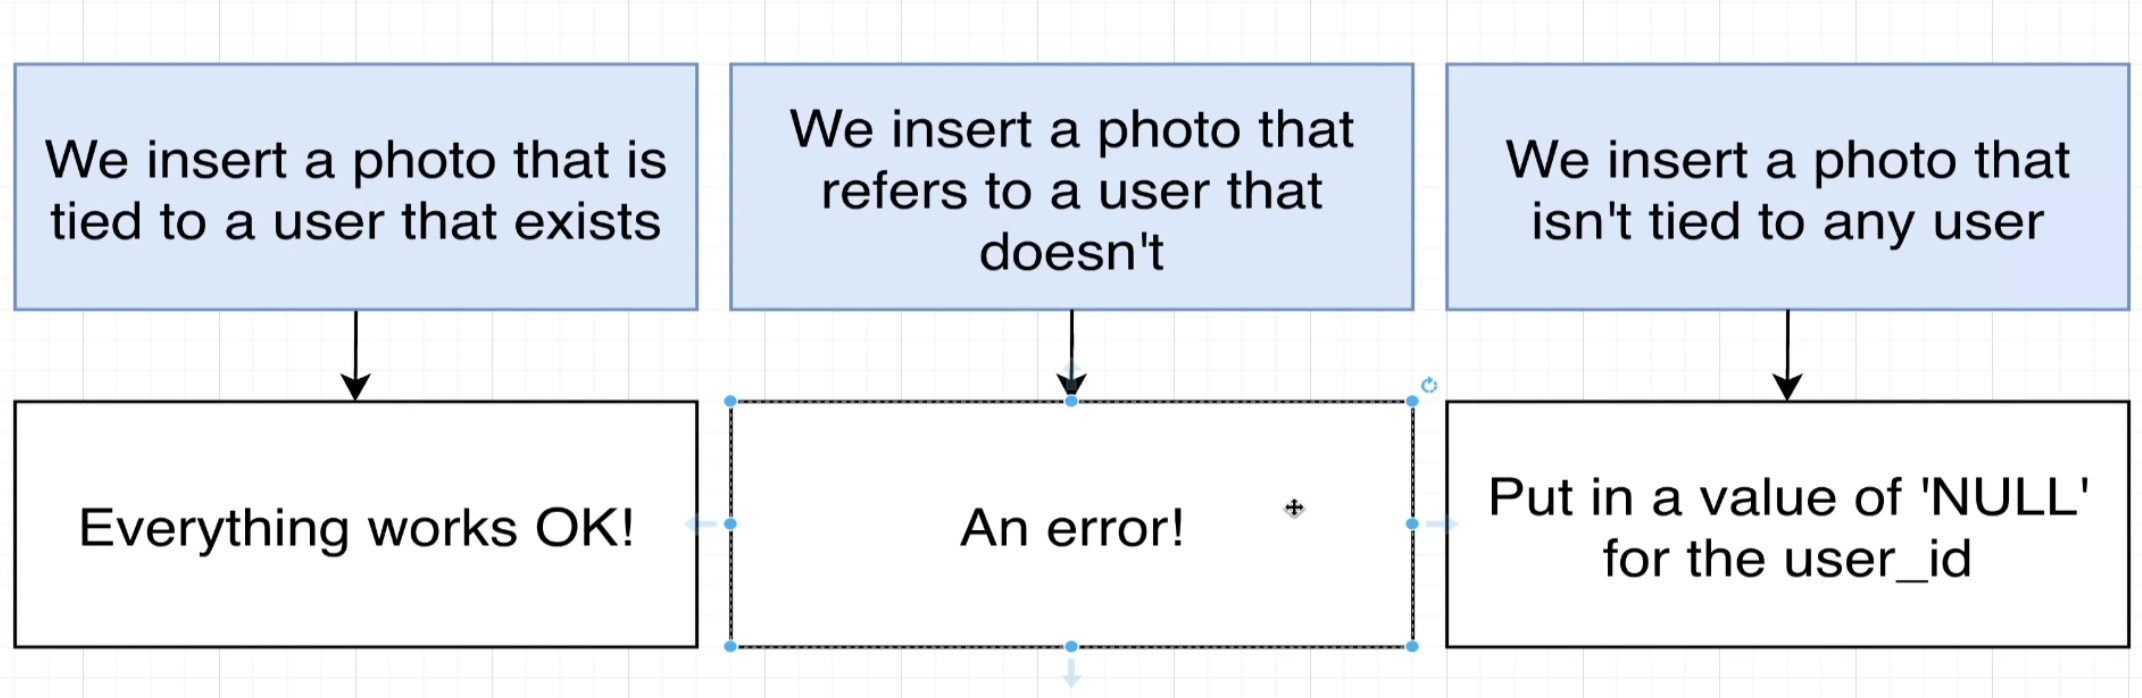 We insert a photo that is
tied to a user that exists
We insert a photo that
refers to a user that
doesn't
We insert a photo that
isn't tied to any user
Everything works OK!
An error!
Put in a value of 'NULL'
for the user_id